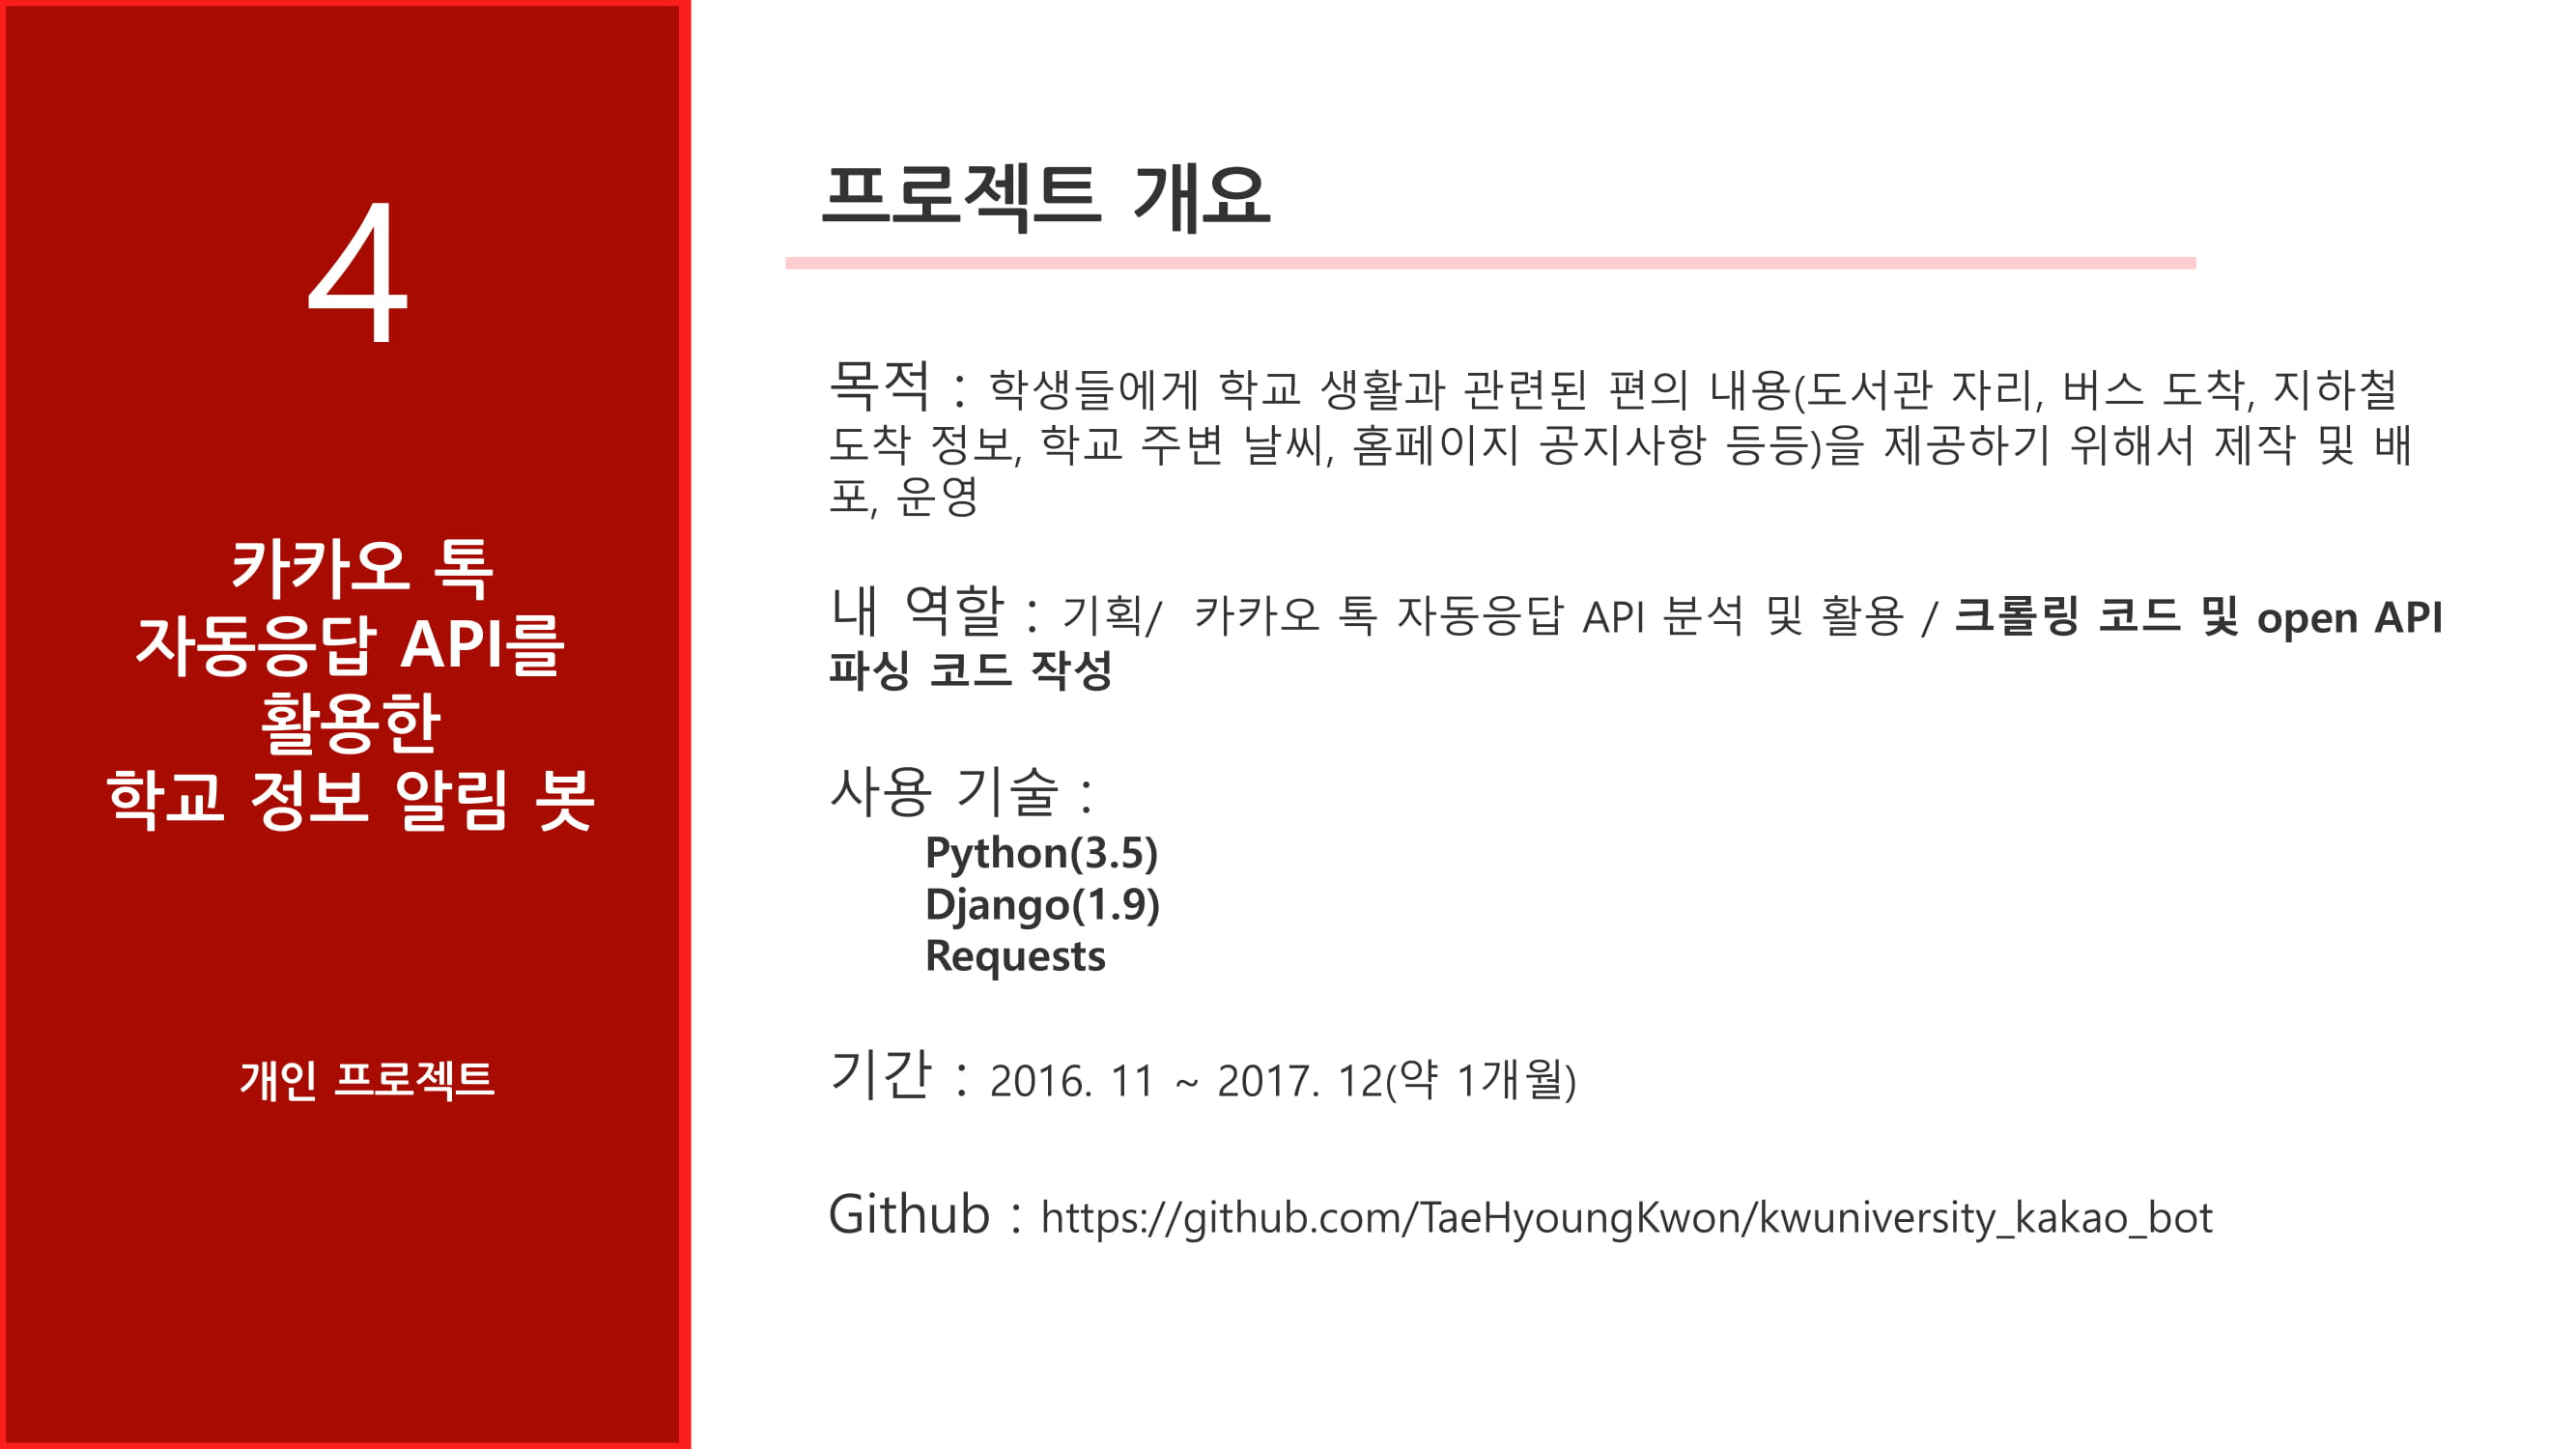 4
카카오 톡
자동응답 API를
활용한
학교 정보 알림 봇
개인 프로젝트
프로젝트 개요
목적 : 학생들에게 학교 생활과 관련된 편의 내용(도서관 자리, 버스 도착, 지하철
도착 정보, 학교 주변 날씨, 홈페이지 공지사항 등등)을 제공하기 위해서 제작 및 배
포, 운영
내 역할 : 기획/ 카카오 톡 자동응답 API 분석 및 활용 / 크롤링 코드 및 open API
파싱 코드 작성
사용 기술 :
Python(3.5)
Django(1.9)
Requests
기간 : 2016. 11 ~ 2017. 12(약 1개월)
Github : https://github.com/TaeHyoungKwon/kwuniversity_kakao_bot